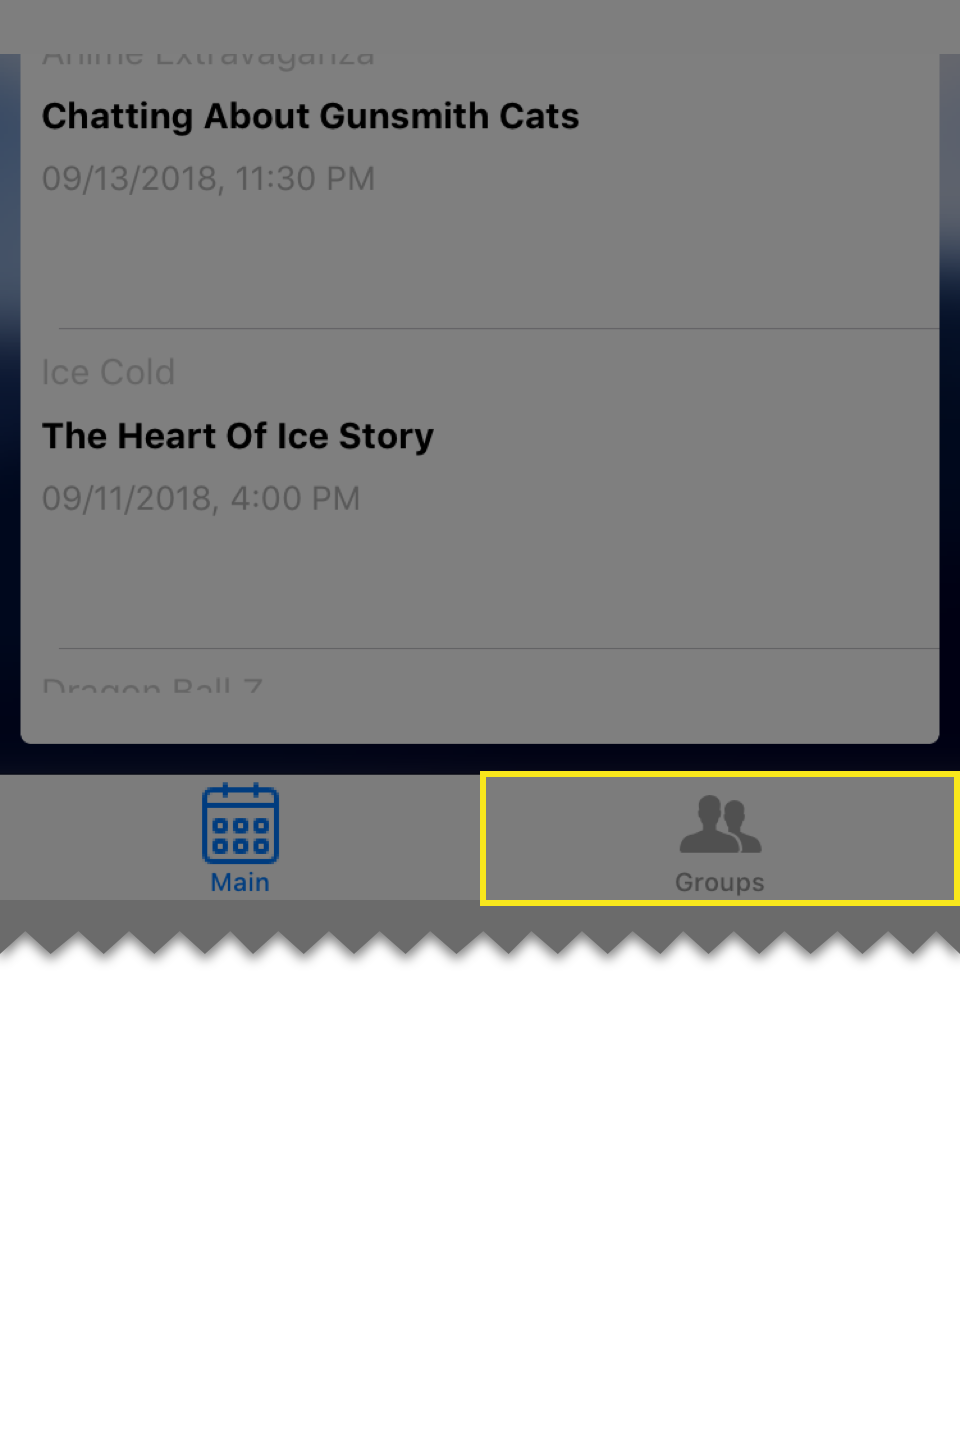 Anime Extravaganza
Chatting About Gunsmith Cats
09/13/2018, 11:30 PM
Ice Cold
The Heart Of Ice Story
09/11/2018, 4:00 PM
Dragon Ball Z
Main
Groups